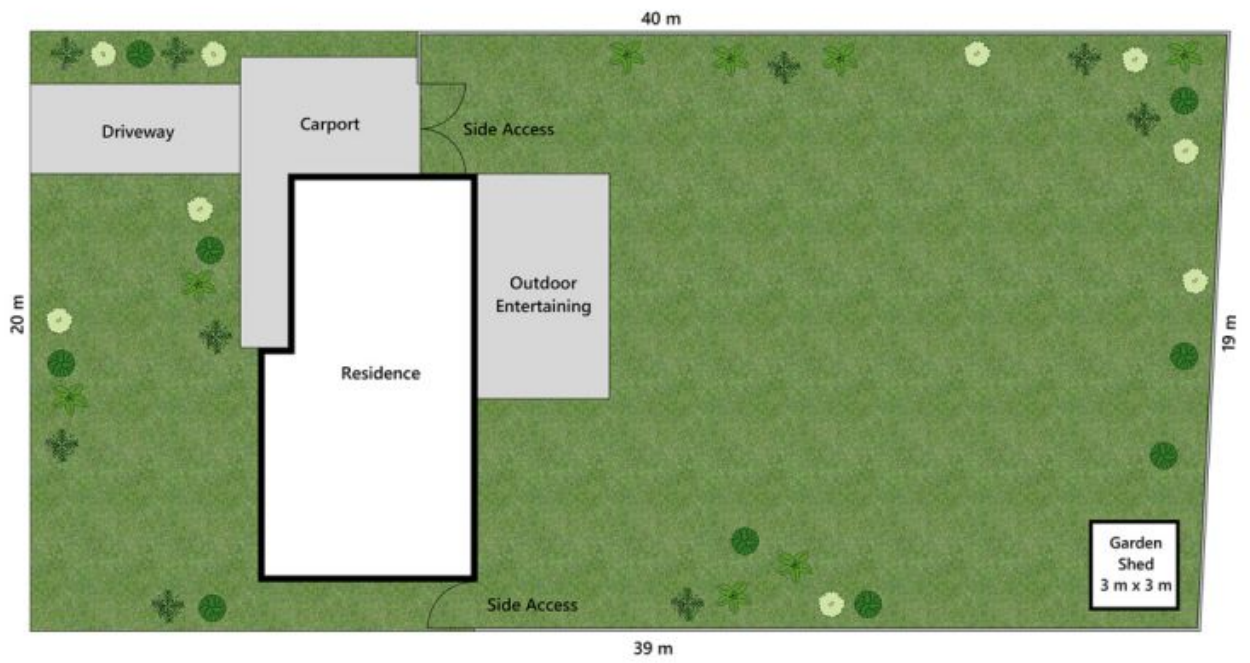 40 m
Driveway
Carport
Side Access
Outdoor
Entertaining
20 m
19 m
Residence
Garden
Shed
3 m x 3 m
Side Access
39 m